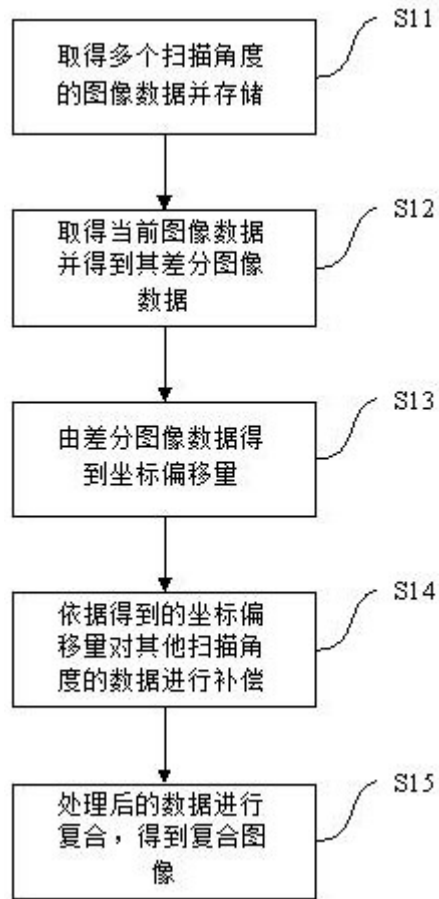 S11
取得多个扫描角度
的图像数据并存储
S12
取得当前图像数据
并得到其差分图像
数据
S13
由差分图像数据得
到坐标偏移量
S14
依据得到的坐标偏
移量对其他扫描角
度的数据进行补偿
S15
处理后的数据进行
复合，得到复合图
像